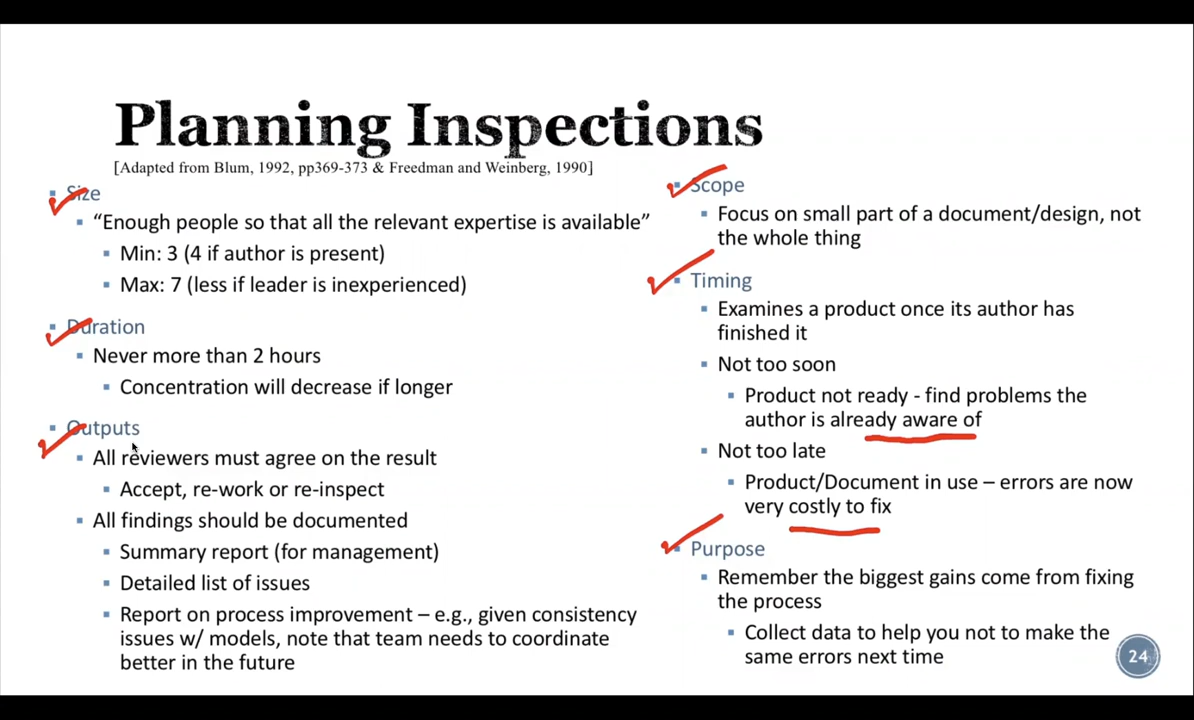 Planning Inspections
[Adapted from Blum, 1992, pp369-373 & Freedman and Weinberg, 1990]
Size
“Enough people so that all the relevant expertise is available”
Min: 3 (4 if author is present)
Max: 7 (less if leader is inexperienced)
Duration
Never more than 2 hours
Concentration will decrease if longer
Outputs
All reviewers must agree on the result
Accept, re-work or re-inspect
All findings should be documented
Summary report (for management)
Detailed list of issues
Report on process improvement – e.g., given consistency
issues w/ models, note that team needs to coordinate
better in the future
Scope
Focus on small part of a document/design, not
the whole thing
Timing
Examines a product once its author has
finished it
Not too soon
Product not ready - find problems the
author is already aware of
Not too late
Product/Document in use – errors are now
very costly to fix
Purpose
Remember the biggest gains come from fixing
the process
Collect data to help you not to make the
same errors next time
24